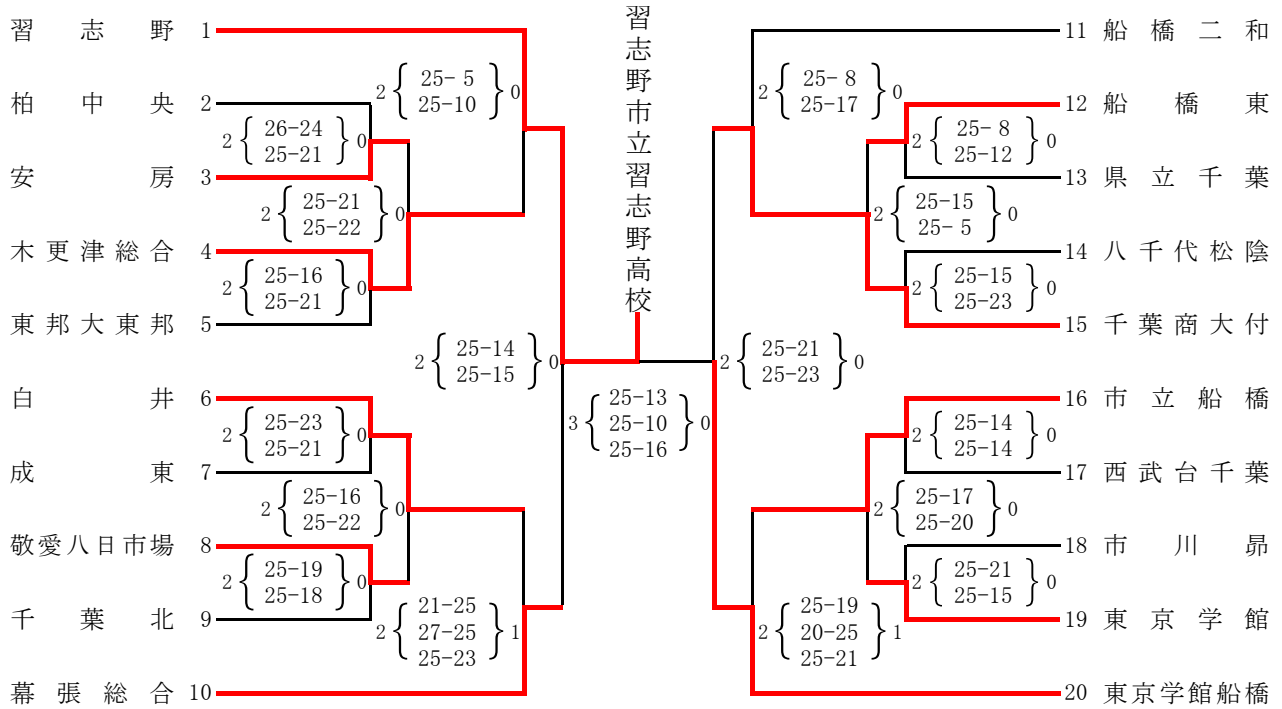 習志野市立習志野高校
習志野 1
2 25- 5 0
25-10
柏中央 2
2 26-24 0
25-21
安房 3
2 25-21 0
25-22
木更津総合 4
2 25-16 0
25-21
東邦大東邦 5
2 25-14 0
25-15
白井 6
2 25-23 0
25-21
成東 7
2 25-16 0
25-22
敬愛八日市場 8
2 25-19 0
25-18
千葉北 9
21-25
2 27-25 1
25-23
幕張総合 10
25-13
3 25-10 0
25-16
11 船橋二和
2 25- 8 0
25-17
12 船橋東
2 25- 8 0
25-12
13 県立千葉
2 25-15 0
25- 5
14 八千代松陰
2 25-15 0
25-23
15 千葉商大付
2 25-21 0
25-23
16 市立船橋
2 25-14 0
25-14
17 西武台千葉
2 25-17 0
25-20
18 市川昴
2 25-21 0
25-15
19 東京学館
25-19
2 20-25 1
25-21
20 東京学館船橋